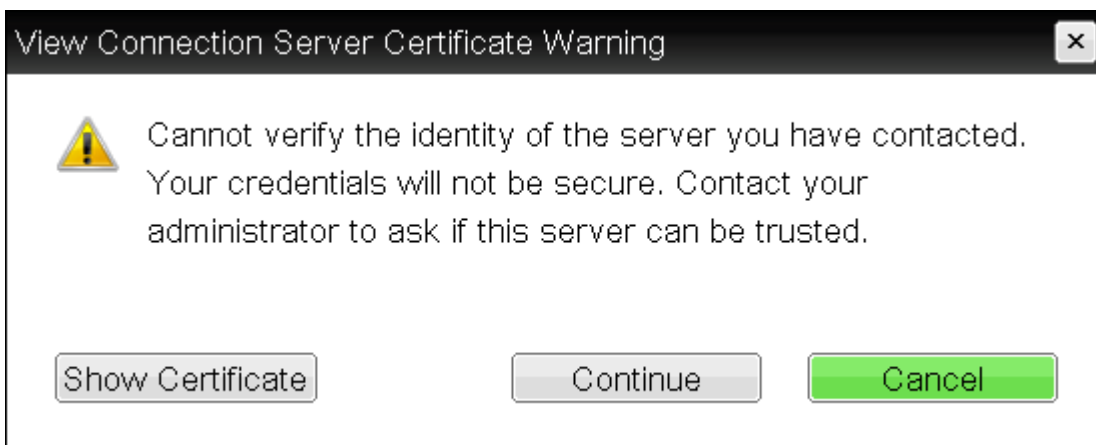 View Connection Server Certificate Warning
Cannot verify the identity of the server you have contacted.
Your credentials will not be secure. Contact your
administrator to ask if this server can be trusted.
Show Certificate
Continue
Cancel